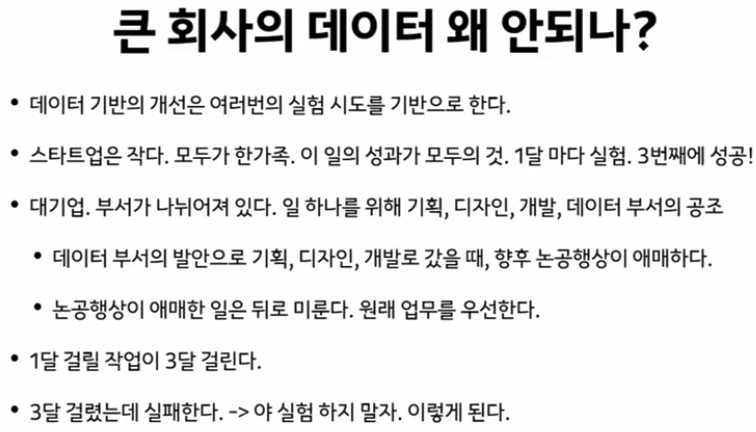 큰 회사의 데이터 왜 안되나?
• 데이터 기반의 개선은 여러번의 실험 시도를 기반으로 한다.
• 스타트업은 작다. 모두가 한가족. 이 일의 성과가 모두의 것. 1달 마다 실험. 3번째에 성공!
• 대기업. 부서가 나뉘어져 있다. 일 하나를 위해 기획, 디자인, 개발, 데이터 부서의 공조
• 데이터 부서의 발안으로 기획, 디자인, 개발로 갔을 때, 향후 논공행상이 애매하다.
• 논공행상이 애매한 일은 뒤로 미룬다. 원래 업무를 우선한다.
• 1달 걸릴 작업이 3달 걸린다.
• 3달 걸렸는데 실패한다. -> 야 실험 하지 말자. 이렇게 된다.